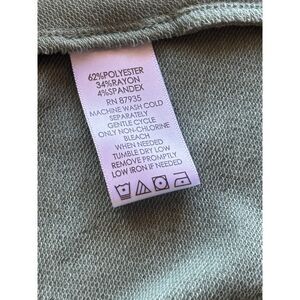 62%POLYESTER
34%RAYON
4%SPANDEX
RN 87935
MACHINE WASH COLD
SEPARATELY
GENTLE CYCLE
ONLY NON-CHLORINE
BLEACH
WHEN NEEDED
TUMBLE DRY LOW
REMOVE PROMPTLY
LOW IRON IF NEEDED